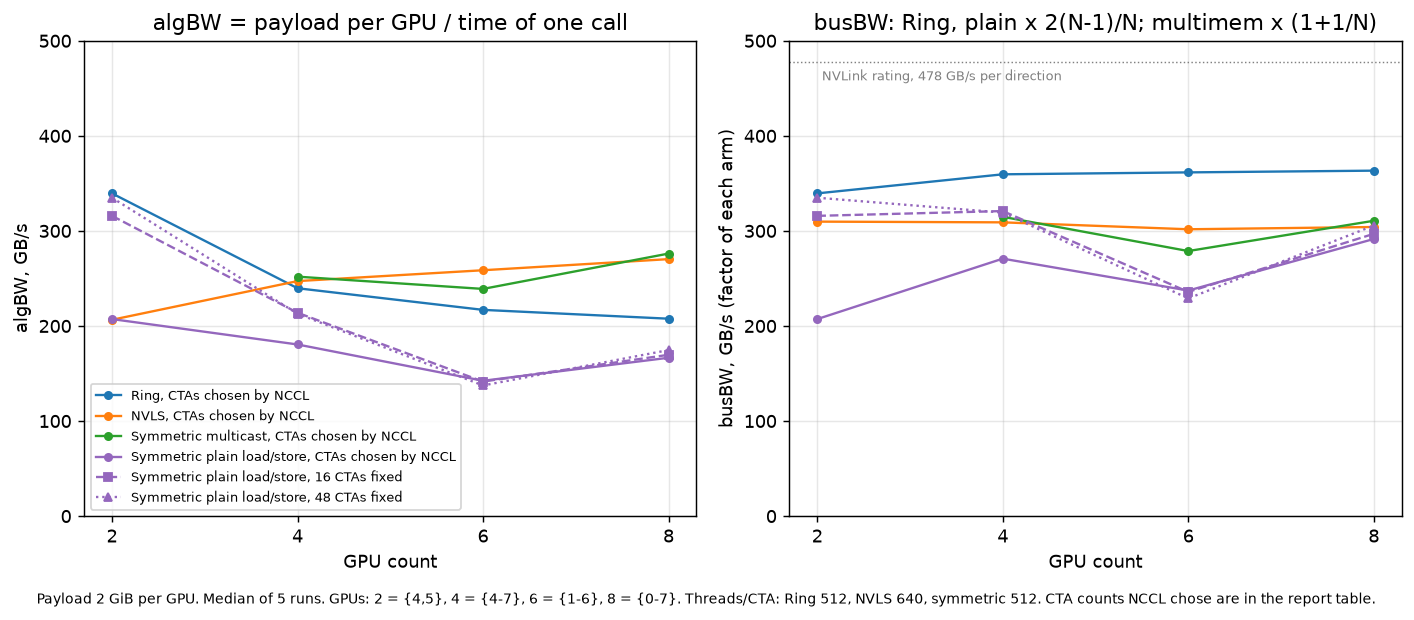 algBW = payload per GPU / time of one call
algBW, GB/s
500
400
300
200
100
0
2
4
6
8
GPU count
Ring, CTAs chosen by NCCL
NVLS, CTAs chosen by NCCL
Symmetric multicast, CTAs chosen by NCCL
Symmetric plain load/store, CTAs chosen by NCCL
Symmetric plain load/store, 16 CTAs fixed
Symmetric plain load/store, 48 CTAs fixed
busBW: Ring, plain x 2(N-1)/N; multimem x (1+1/N)
busBW, GB/s (factor of each arm)
500
400
300
200
100
0
NVLink rating, 478 GB/s per direction
2
4
6
8
GPU count
Payload 2 GiB per GPU. Median of 5 runs. GPUs: 2 = {4,5}, 4 = {4-7}, 6 = {1-6}, 8 = {0-7}. Threads/CTA: Ring 512, NVLS 640, symmetric 512. CTA counts NCCL chose are in the report table.